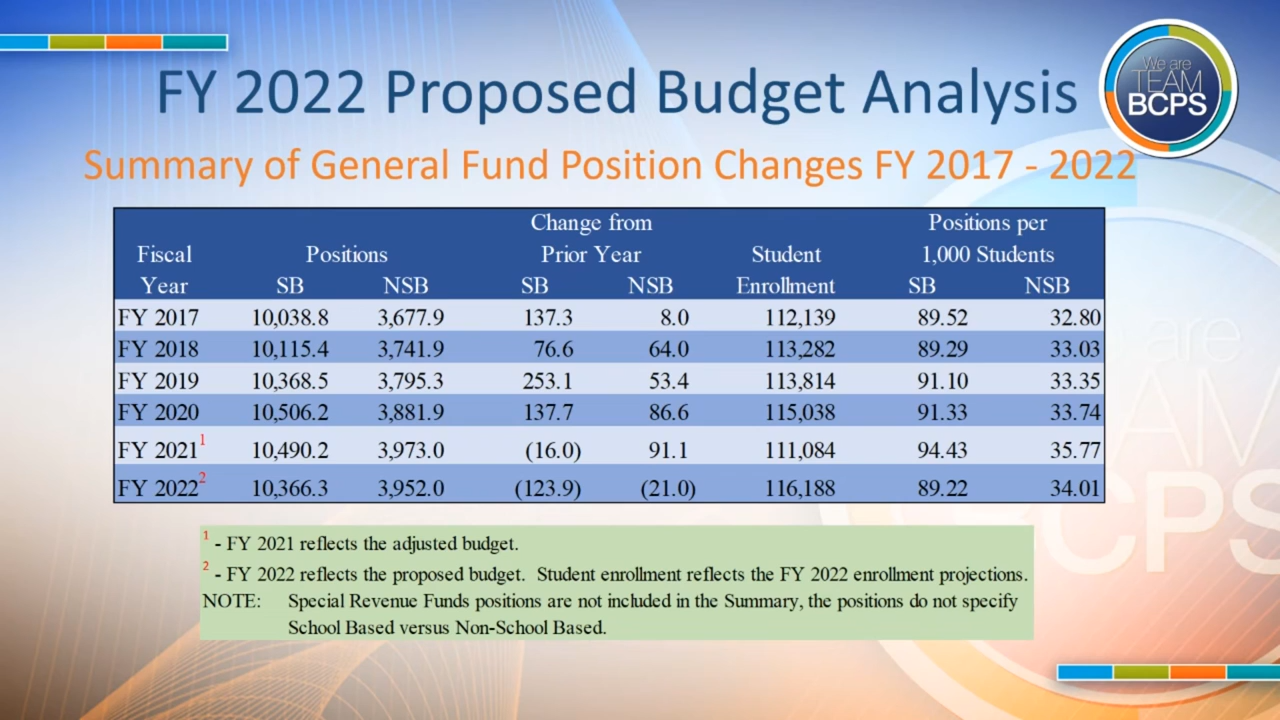 FY 2022 Proposed Budget Analysis
We are
TEAM
BCPS
Summary of General Fund Position Changes FY 2017 - 2022
Change from Positions per
Fiscal Positions Prior Year Student 1,000 Students
Year SB NSB SB NSB Enrollment SB NSB
FY 2017 10,038.8 3,677.9 137.3 8.0 112,139 89.52 32.80
FY 2018 10,115.4 3,741.9 76.6 64.0 113,282 89.29 33.03
FY 2019 10,368.5 3,795.3 253.1 53.4 113,814 91.10 33.35
FY 2020 10,506.2 3,881.9 137.7 86.6 115,038 91.33 33.74
FY 2021¹ 10,490.2 3,973.0 (16.0) 91.1 111,084 94.43 35.77
FY 2022² 10,366.3 3,952.0 (123.9) (21.0) 116,188 89.22 34.01
¹ - FY 2021 reflects the adjusted budget.
² - FY 2022 reflects the proposed budget. Student enrollment reflects the FY 2022 enrollment projections.
NOTE: Special Revenue Funds positions are not included in the Summary, the positions do not specify
School Based versus Non-School Based.
are
AM
BCPS